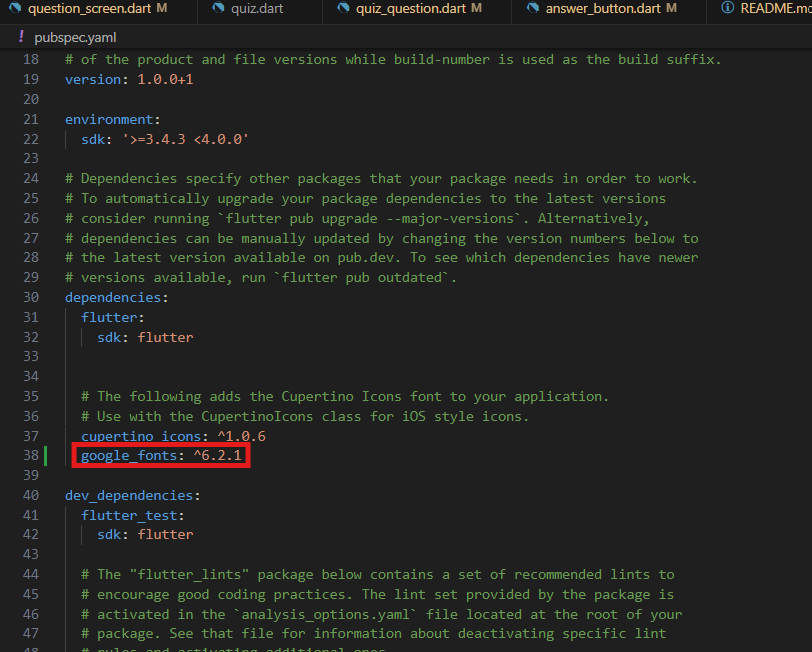 question_screen.dart M quiz.dart quiz_question.dart M answer_button.dart M README.m
! pubspec.yaml
18 # of the product and file versions while build-number is used as the build suffix.
19 version: 1.0.0+1
20
21 environment:
22 sdk: '>=3.4.3 <4.0.0'
23
24 # Dependencies specify other packages that your package needs in order to work.
25 # To automatically upgrade your package dependencies to the latest versions
26 # consider running `flutter pub upgrade --major-versions`. Alternatively,
27 # dependencies can be manually updated by changing the version numbers below to
28 # the latest version available on pub.dev. To see which dependencies have newer
29 # versions available, run `flutter pub outdated`.
30 dependencies:
31 flutter:
32 sdk: flutter
33
34
35 # The following adds the Cupertino Icons font to your application.
36 # Use with the CupertinoIcons class for iOS style icons.
37 cupertino_icons: ^1.0.6
38 google_fonts: ^6.2.1
39
40 dev_dependencies:
41 flutter_test:
42 sdk: flutter
43
44 # The "flutter_lints" package below contains a set of recommended lints to
45 # encourage good coding practices. The lint set provided by the package is
46 # activated in the `analysis_options.yaml` file located at the root of your
47 # package. See that file for information about deactivating specific lint
48 # rules and activating additional ones.